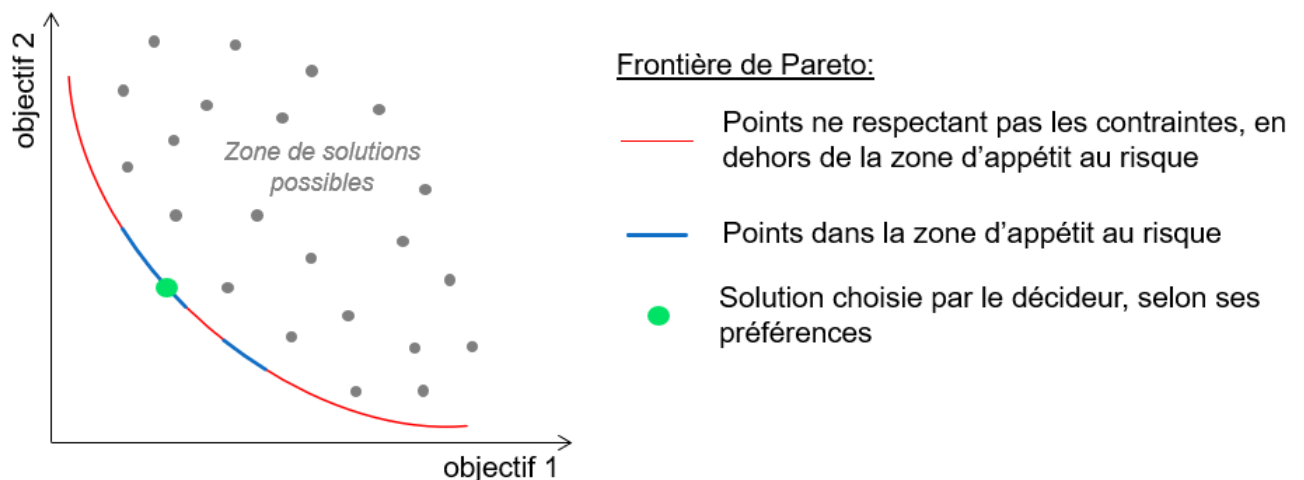 objectif 2
Zone de solutions
possibles
objectif 1
Frontière de Pareto:
Points ne respectant pas les contraintes, en
dehors de la zone d’appétit au risque
Points dans la zone d’appétit au risque
Solution choisie par le décideur, selon ses
préférences